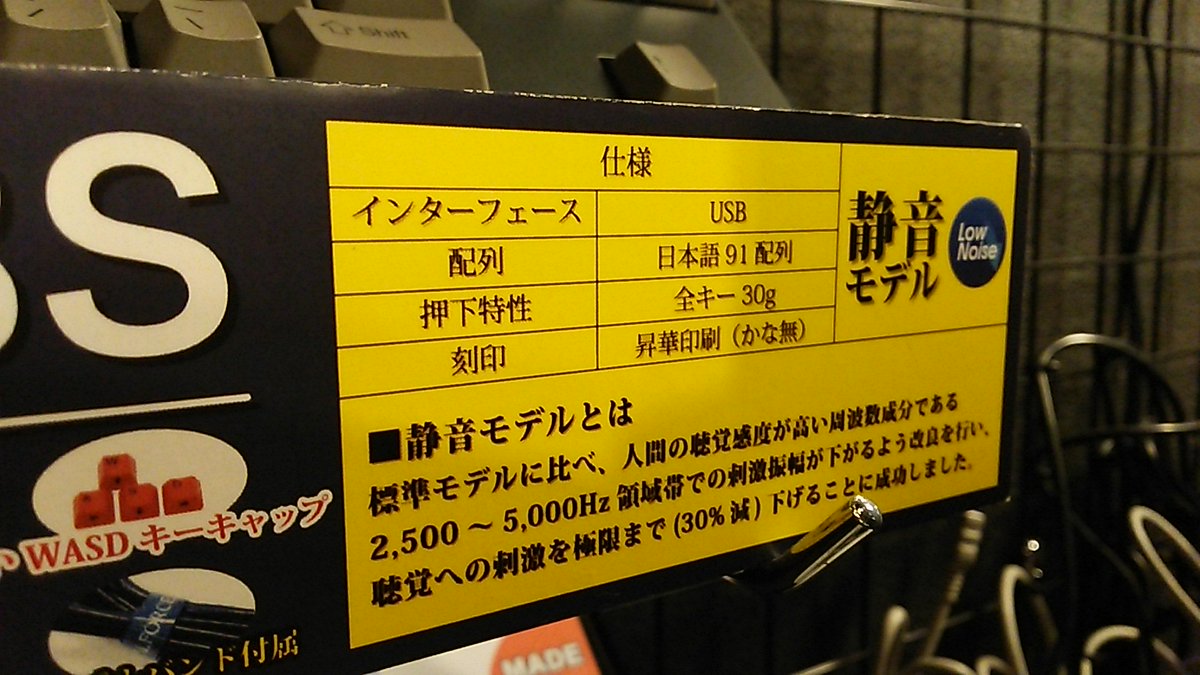 Shift
S
仕様
インターフェース USB
配列 日本語 91 配列
押下特性 全キー 30g
刻印 昇華印刷（かな無）
静音
モデル
Low
Noise
■静音モデルとは
標準モデルに比べ、人間の聴覚感度が高い周波数成分である
2,500 ～ 5,000Hz 領域帯での刺激振幅が下がるよう改良を行い、
聴覚への刺激を極限まで (30% 減) 下げることに成功しました。
WASD キーキャップ
FORCE
バンド付属
MADE